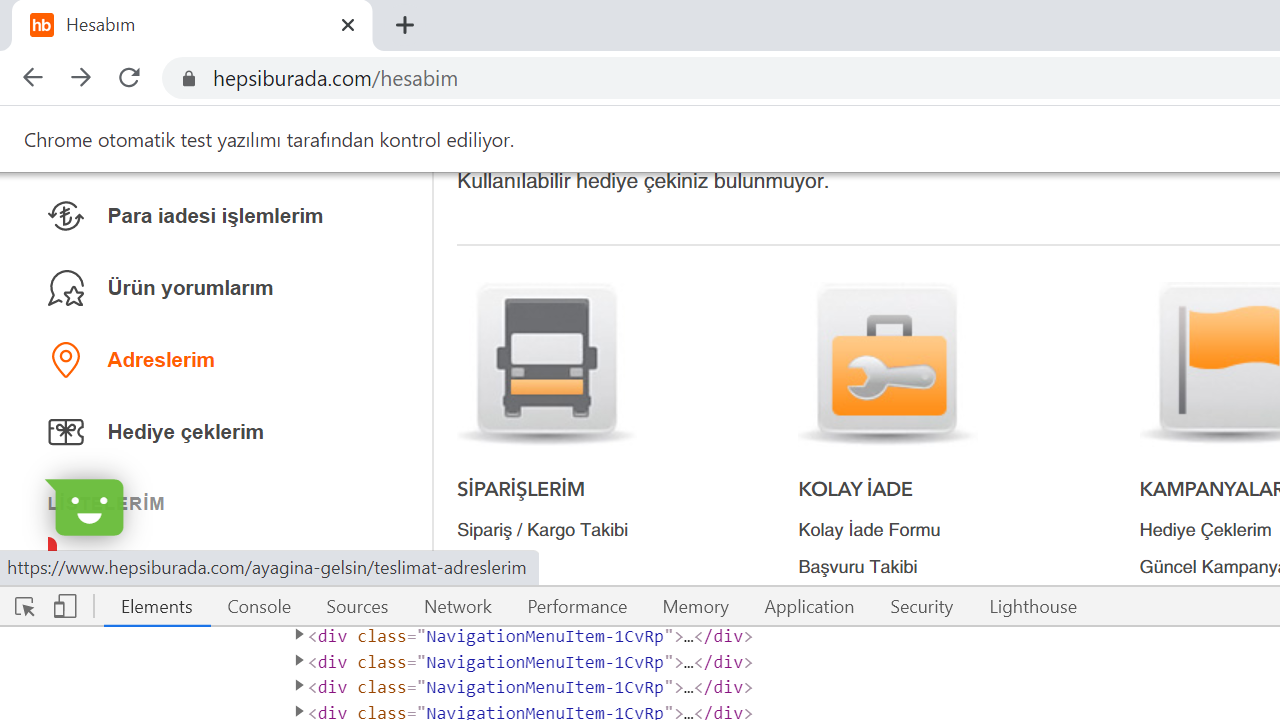 hb Hesabım
hepsiburada.com/hesabim
Chrome otomatik test yazılımı tarafından kontrol ediliyor.
Para iadesi işlemlerim
Ürün yorumlarım
Adreslerim
Hediye çeklerim
LİSTELERİM
Kullanılabilir hediye çekiniz bulunmuyor.
SİPARİŞLERİM
Sipariş / Kargo Takibi
KOLAY İADE
Kolay İade Formu
Başvuru Takibi
KAMPANYALAR
Hediye Çeklerim
Güncel Kampanya
https://www.hepsiburada.com/ayagina-gelsin/teslimat-adreslerim
Elements Console Sources Network Performance Memory Application Security Lighthouse
<div class="NavigationMenuItem-1CvRp">…</div>
<div class="NavigationMenuItem-1CvRp">…</div>
<div class="NavigationMenuItem-1CvRp">…</div>
<div class="NavigationMenuItem-1CvRp">…</div>